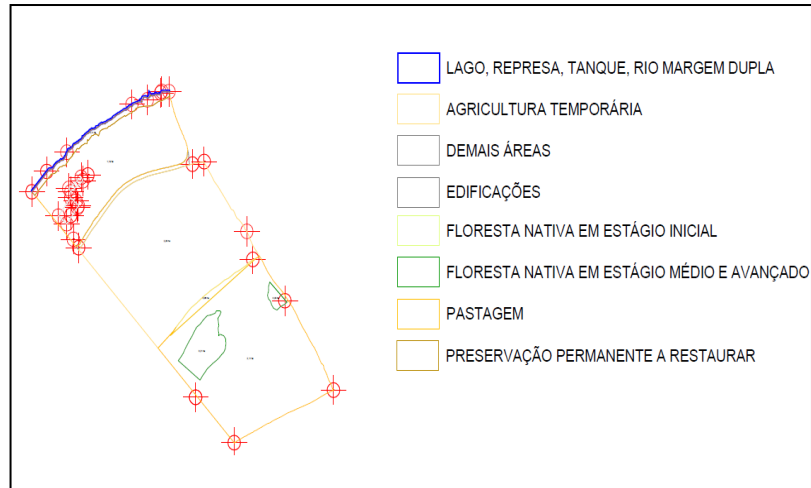 LAGO, REPRESA, TANQUE, RIO MARGEM DUPLA
AGRICULTURA TEMPORÁRIA
DEMAIS ÁREAS
EDIFICAÇÕES
FLORESTA NATIVA EM ESTÁGIO INICIAL
FLORESTA NATIVA EM ESTÁGIO MÉDIO E AVANÇADO
PASTAGEM
PRESERVAÇÃO PERMANENTE A RESTAURAR